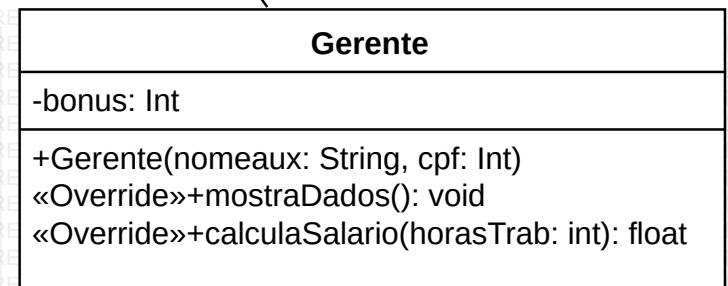 Gerente
-bonus: Int
+Gerente(nomeaux: String, cpf: Int)
«Override»+mostraDados(): void
«Override»+calculaSalario(horasTrab: int): float